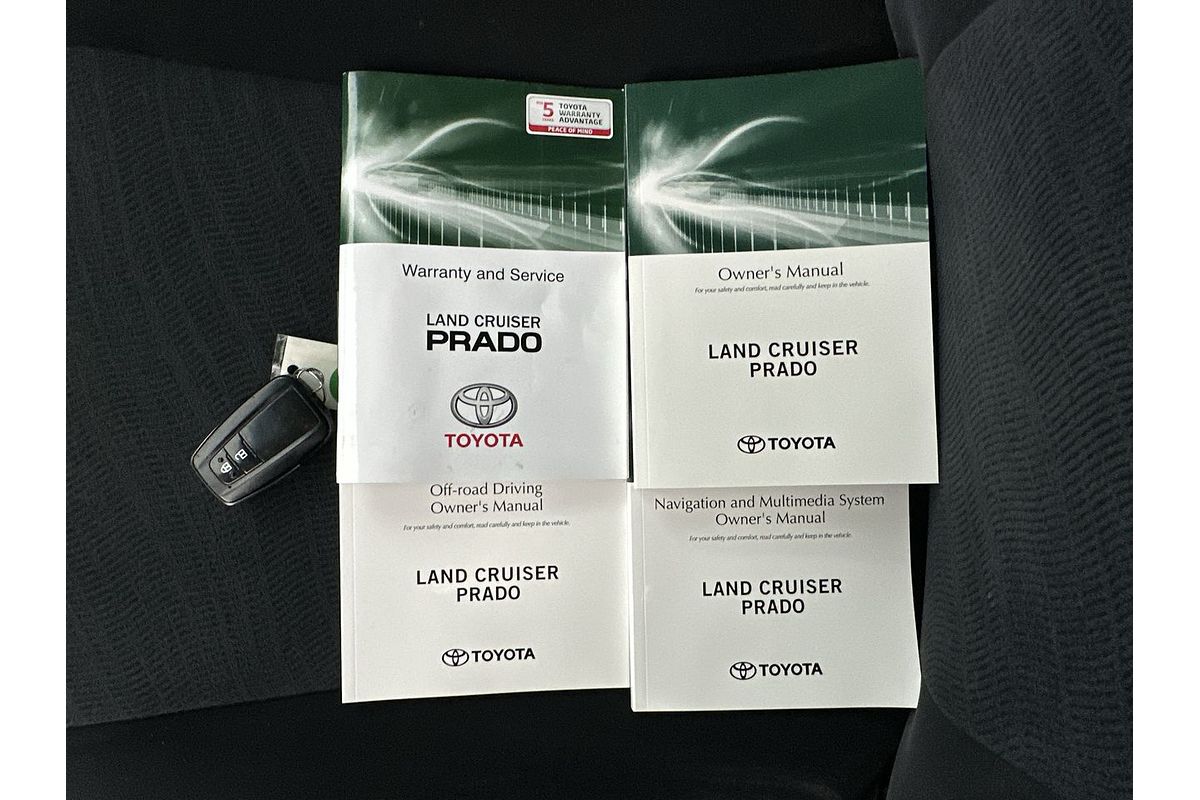 5
TOYOTA
WARRANTY
ADVANTAGE
PEACE OF MIND
Warranty and Service
LAND CRUISER
PRADO
TOYOTA
Owner's Manual
For your safety and comfort, read carefully and keep in the vehicle.
LAND CRUISER
PRADO
TOYOTA
Off-road Driving
Owner's Manual
For your safety and comfort, read carefully and keep in the vehicle.
LAND CRUISER
PRADO
TOYOTA
Navigation and Multimedia System
Owner's Manual
For your safety and comfort, read carefully and keep in the vehicle.
LAND CRUISER
PRADO
TOYOTA